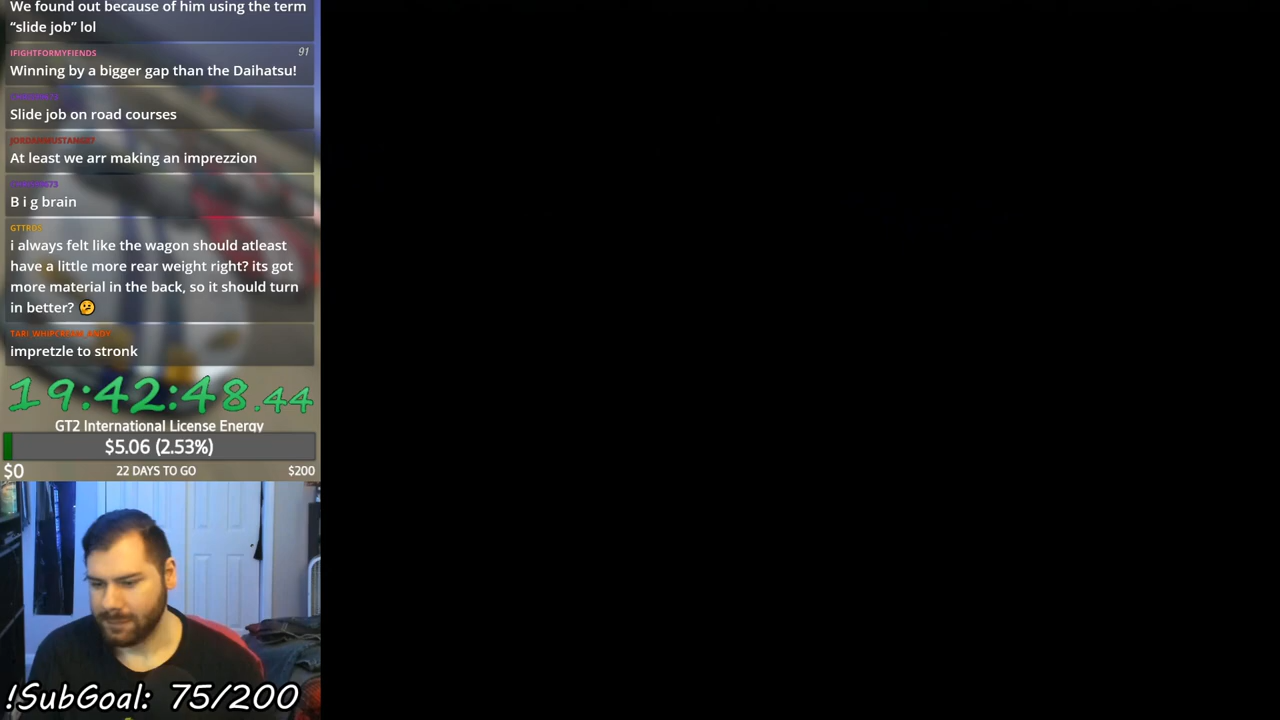 We found out because of him using the term
“slide job” lol
IFIGHTFORMYFIENDS 91
Winning by a bigger gap than the Daihatsu!
Slide job on road courses
At least we arr making an imprezzion
B i g brain
i always felt like the wagon should atleast
have a little more rear weight right? its got
more material in the back, so it should turn
in better? 🤔
impretzle to stronk
19:42:48.44
GT2 International License Energy
$5.06 (2.53%)
$0 22 DAYS TO GO $200
!SubGoal: 75/200